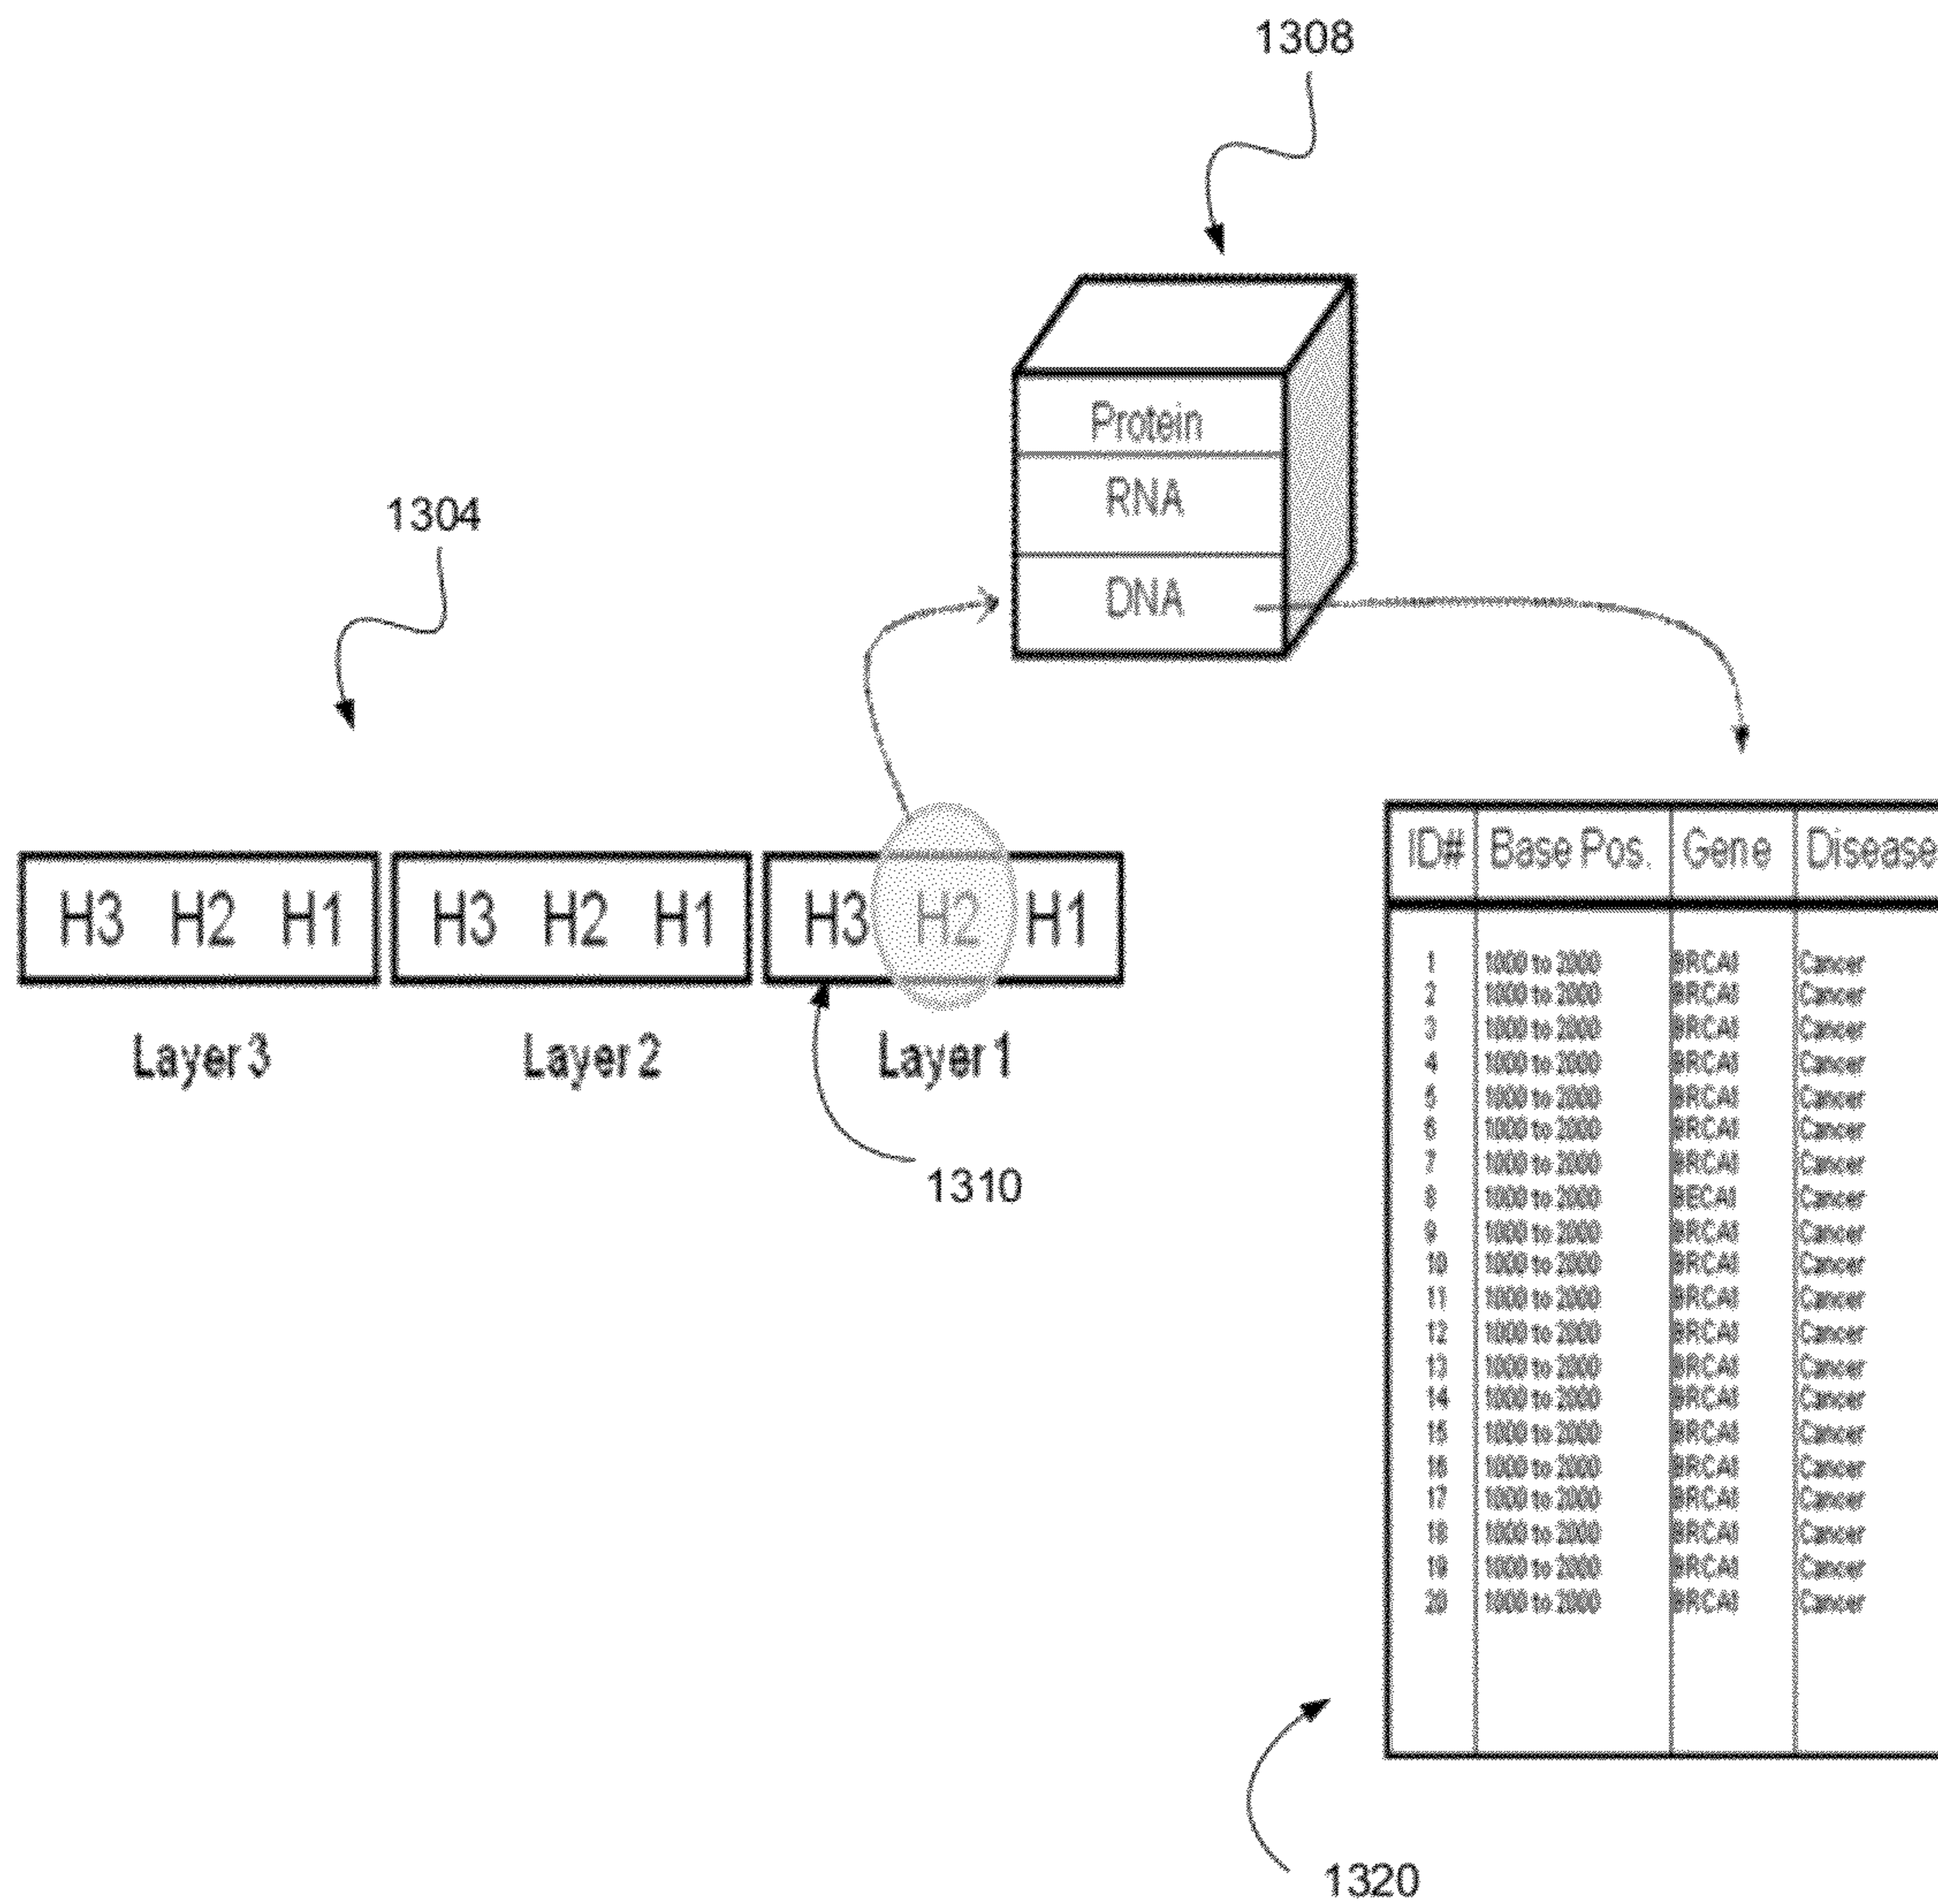 1308
Protein
RNA
DNA
1304
H3 H2 H1
H3 H2 H1
H3 H2 H1
Layer 3
Layer 2
Layer 1
1310
ID# Base Pos. Gene Disease
1 1000 to 2000 BRCA1 Cancer
2 1000 to 2000 BRCA1 Cancer
3 1000 to 2000 BRCA1 Cancer
4 1000 to 2000 BRCA1 Cancer
5 1000 to 2000 BRCA1 Cancer
6 1000 to 2000 BRCA1 Cancer
7 1000 to 2000 BRCA1 Cancer
8 1000 to 2000 BECA1 Cancer
9 1000 to 2000 BRCA1 Cancer
10 1000 to 2000 BRCA1 Cancer
11 1000 to 2000 BRCA1 Cancer
12 1000 to 2000 BRCA1 Cancer
13 1000 to 2000 BRCA1 Cancer
14 1000 to 2000 BRCA1 Cancer
15 1000 to 2000 BRCA1 Cancer
16 1000 to 2000 BRCA1 Cancer
17 1000 to 2000 BRCA1 Cancer
18 1000 to 2000 BRCA1 Cancer
19 1000 to 2000 BRCA1 Cancer
20 1000 to 2000 BRCA1 Cancer
1320